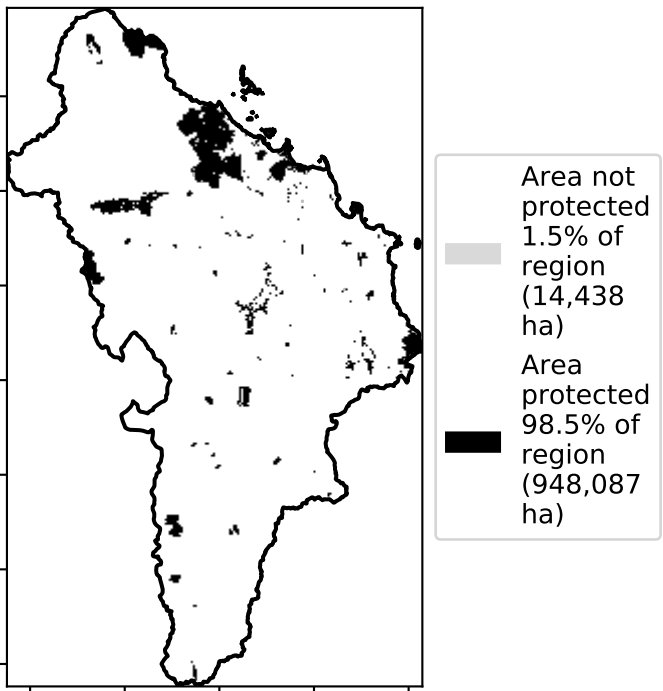 Area not
protected
1.5% of
region
(14,438
ha)
Area
protected
98.5% of
region
(948,087
ha)